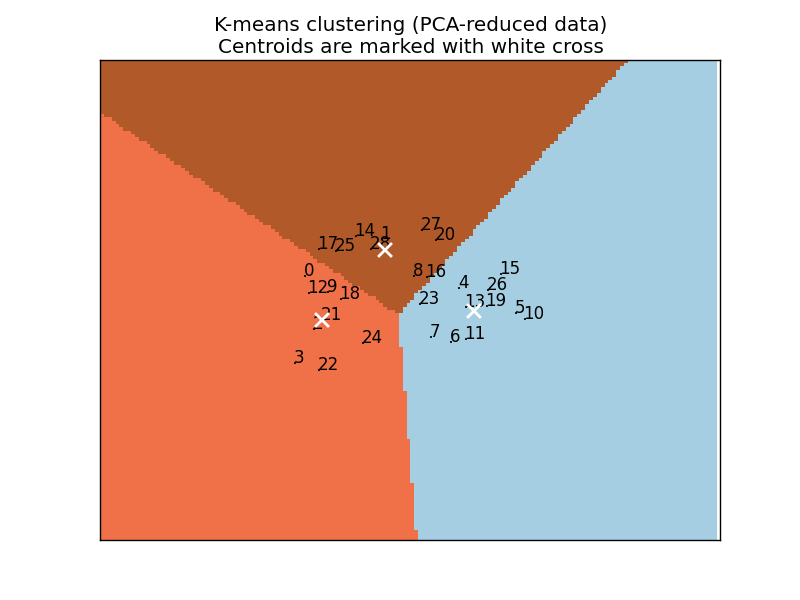 K-means clustering (PCA-reduced data)
Centroids are marked with white cross
27
14 1
20
17 25 28
0 8 16 15
4 26
12 9 18
23 13 19
5 10
21
7 6 11
24
3 22